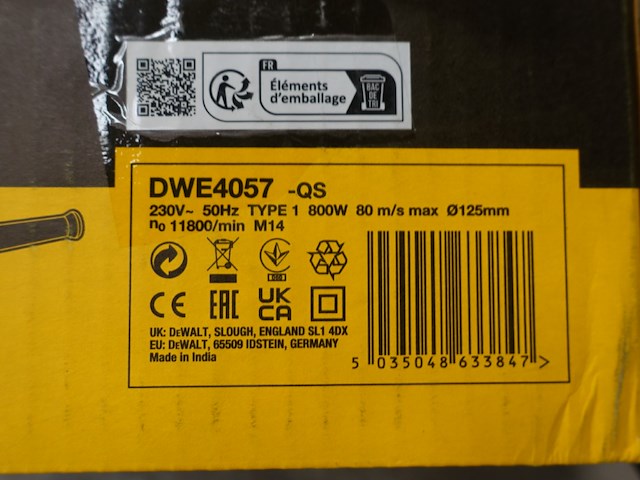 FR
Éléments
d'emballage
BAC
DE
TRI
DWE4057 -QS
230V~ 50Hz TYPE 1 800W 80 m/s max Ø125mm
n₀ 11800/min M14
CE EAC UK
CA
UK: DEWALT, SLOUGH, ENGLAND SL1 4DX
EU: DEWALT, 65509 IDSTEIN, GERMANY
Made in India
5 035048 633847 >